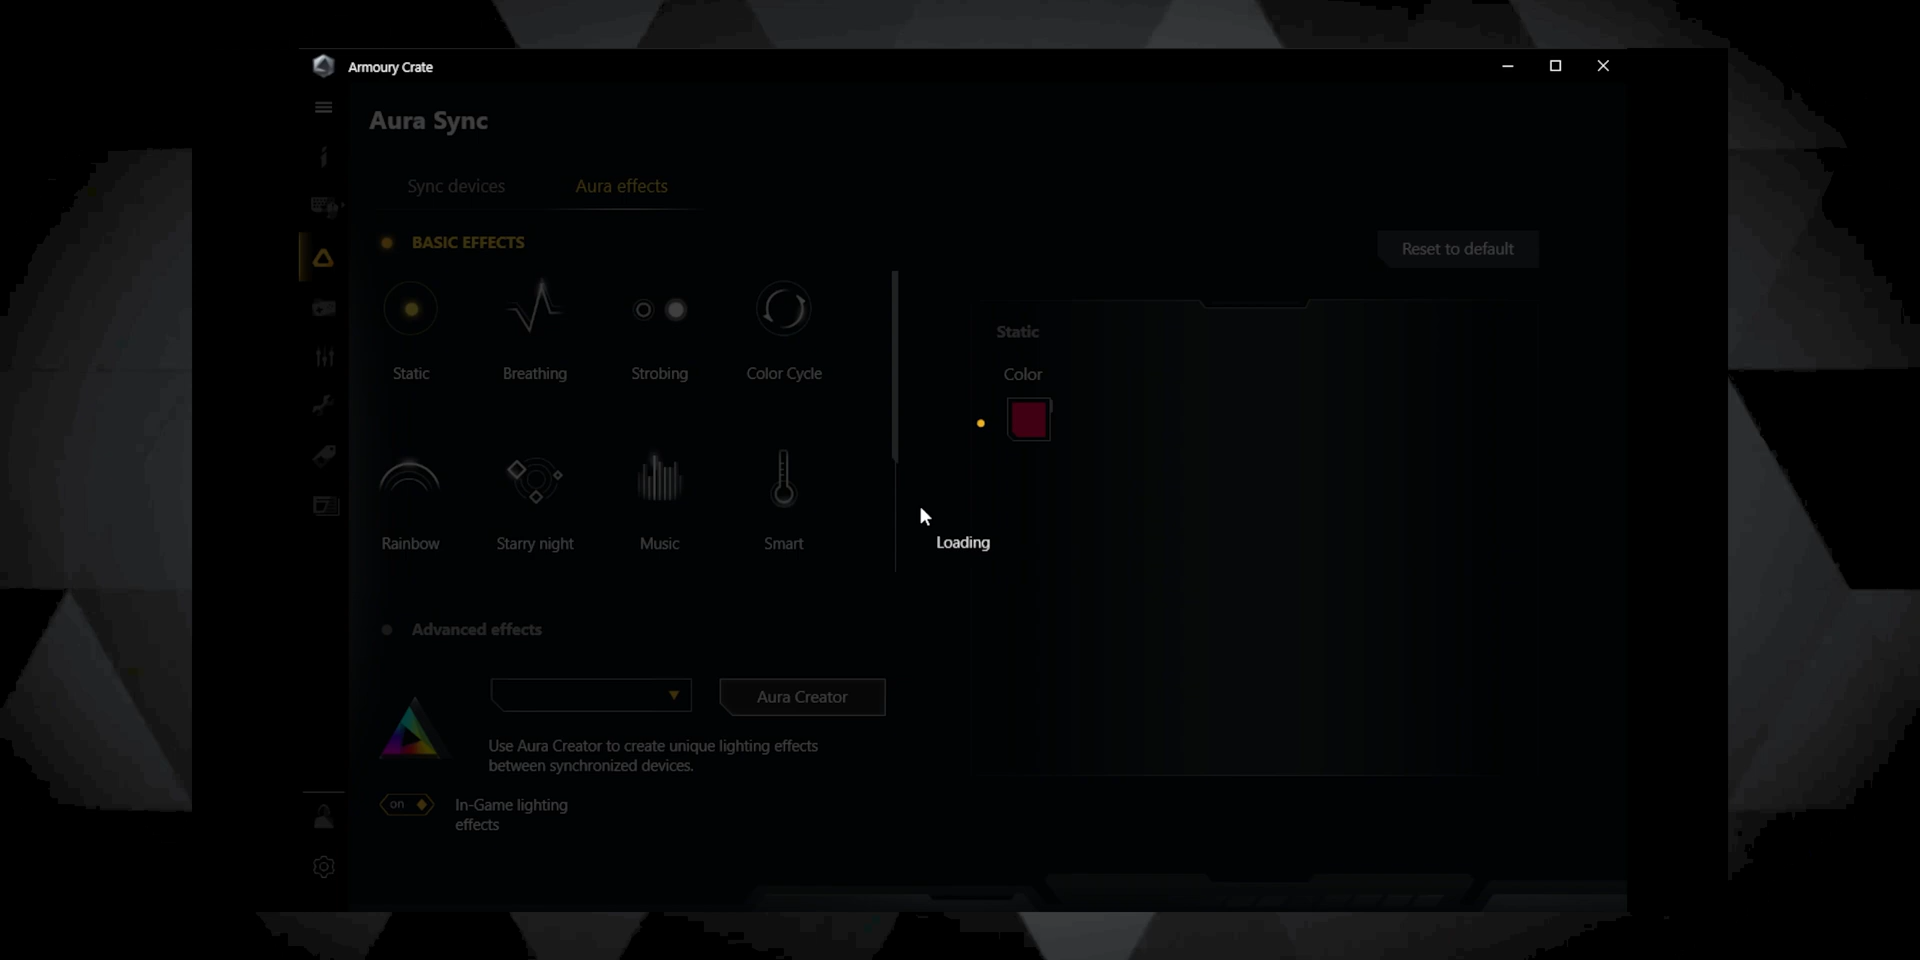 Armoury Crate
Aura Sync
Sync devices
Aura effects
BASIC EFFECTS
Reset to default
Static
Breathing
Strobing
Color Cycle
Static
Color
Rainbow
Starry night
Music
Smart
Loading
Advanced effects
Aura Creator
Use Aura Creator to create unique lighting effects
between synchronized devices.
on
In-Game lighting
effects